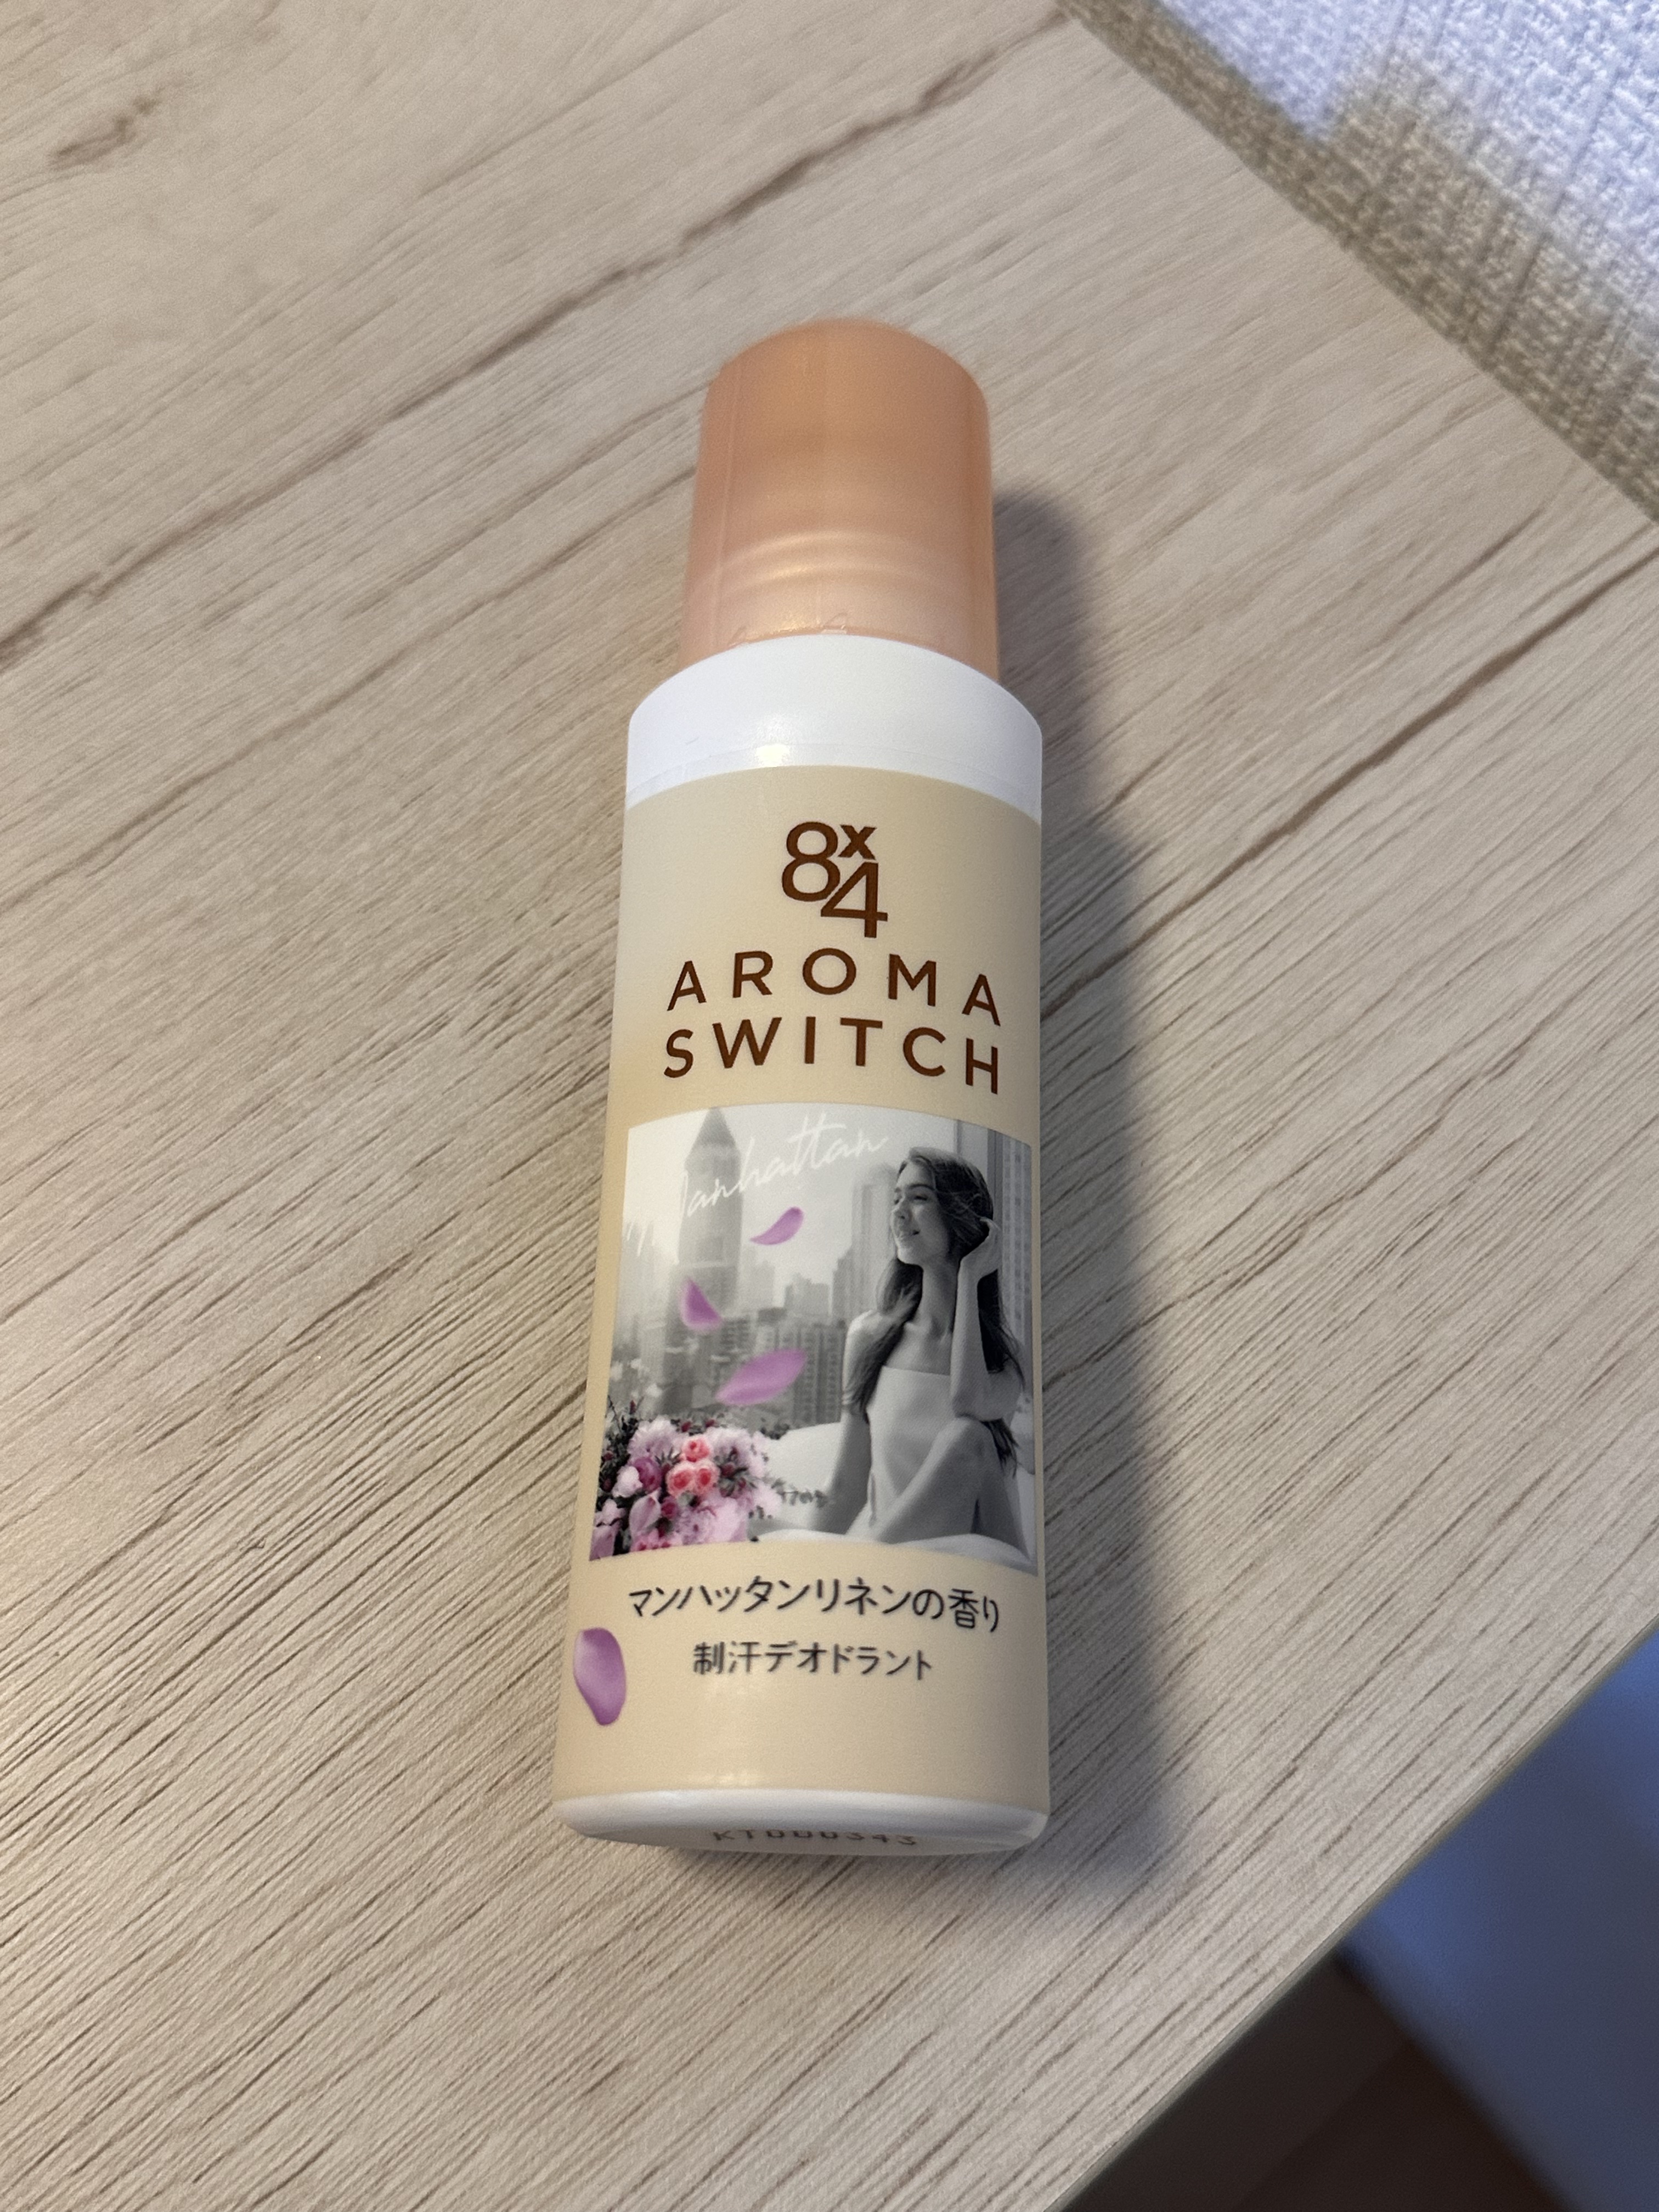 8x4
AROMA
SWITCH
Manhattan
マンハッタンリネンの香り
制汗デオドラント